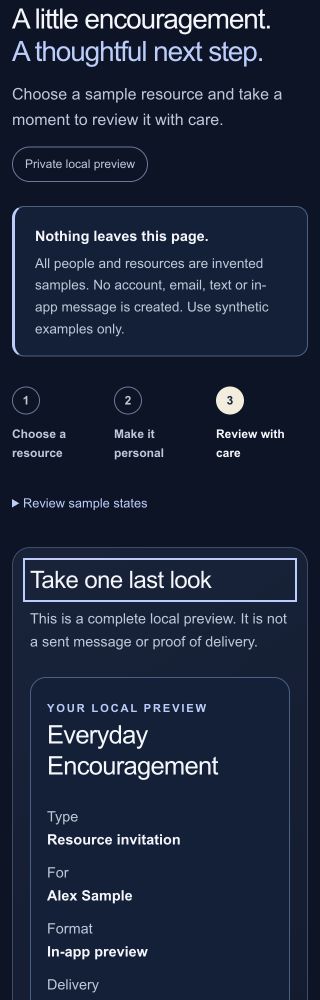 A little encouragement.
A thoughtful next step.
Choose a sample resource and take a
moment to review it with care.
Private local preview
Nothing leaves this page.
All people and resources are invented
samples. No account, email, text or in-
app message is created. Use synthetic
examples only.
1
Choose a
resource
2
Make it
personal
3
Review with
care
Review sample states
Take one last look
This is a complete local preview. It is not
a sent message or proof of delivery.
YOUR LOCAL PREVIEW
Everyday
Encouragement
Type
Resource invitation
For
Alex Sample
Format
In-app preview
Delivery